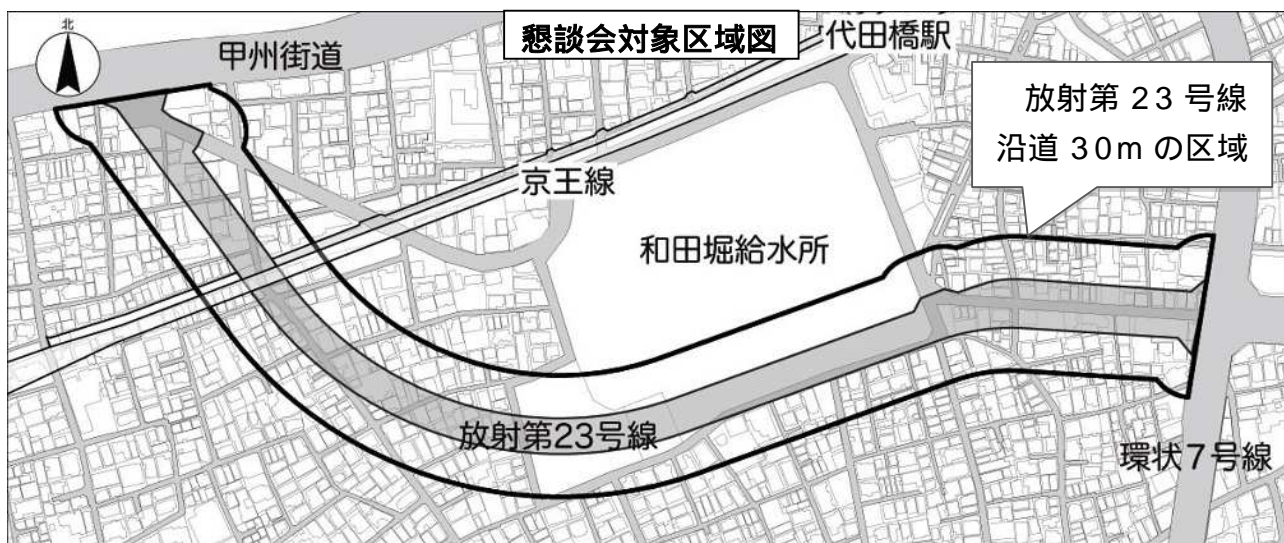 北
甲州街道
懇談会対象区域図
代田橋駅
放射第23号線
沿道30mの区域
京王線
和田堀給水所
放射第23号線
環状7号線